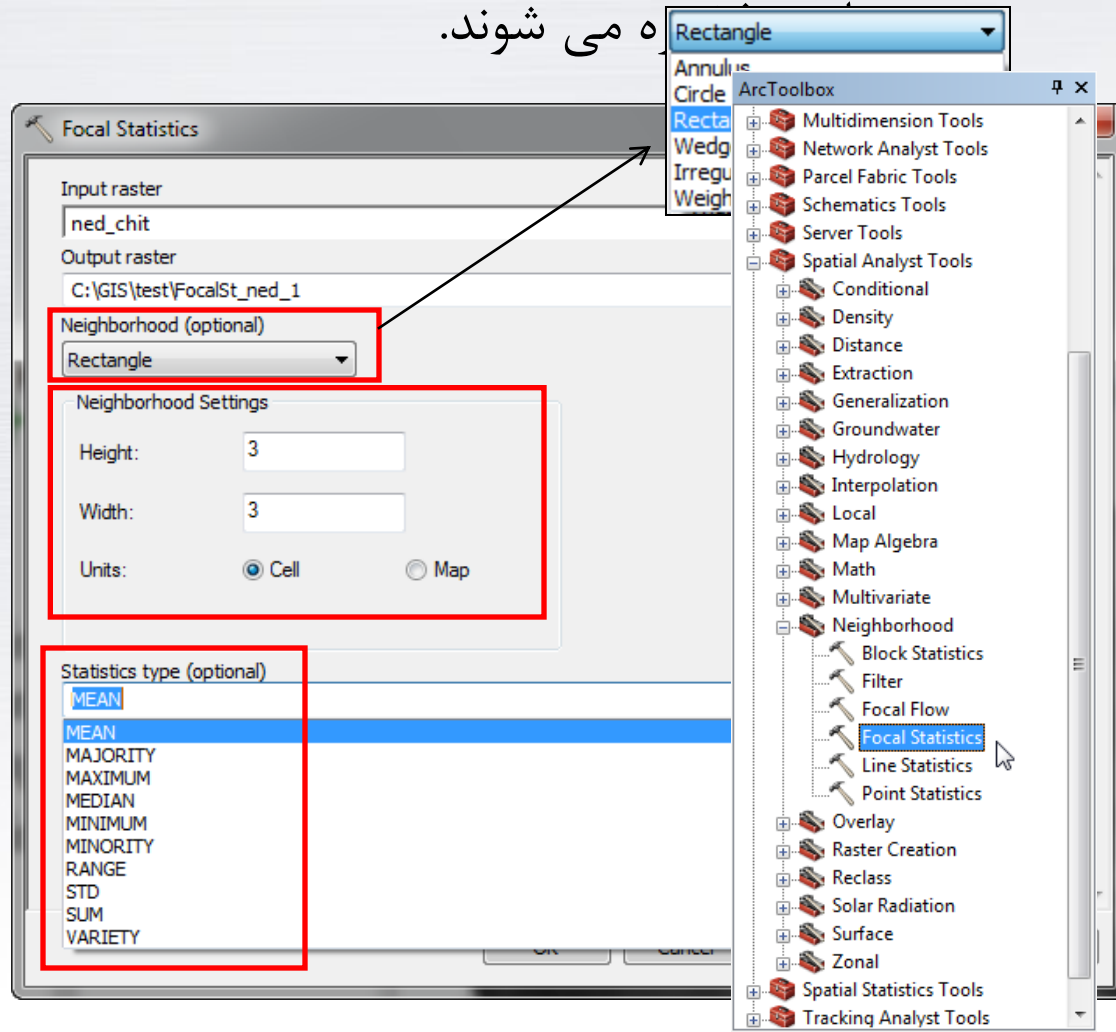 می شوند.
Rectangle
Annulus
Circle
Wedg
Irregu
Weigh
Focal Statistics
Input raster
ned_chit
Output raster
C:\GIS\test\FocalSt_ned_1
Neighborhood (optional)
Rectangle
Neighborhood Settings
Height:
3
Width:
3
Units:
Cell
Map
Statistics type (optional)
MEAN
MEAN
MAJORITY
MAXIMUM
MEDIAN
MINIMUM
MINORITY
RANGE
STD
SUM
VARIETY
ArcToolbox
Multidimension Tools
Network Analyst Tools
Parcel Fabric Tools
Schematics Tools
Server Tools
Spatial Analyst Tools
Conditional
Density
Distance
Extraction
Generalization
Groundwater
Hydrology
Interpolation
Local
Map Algebra
Math
Multivariate
Neighborhood
Block Statistics
Filter
Focal Flow
Focal Statistics
Line Statistics
Point Statistics
Overlay
Raster Creation
Reclass
Solar Radiation
Surface
Zonal
Spatial Statistics Tools
Tracking Analyst Tools